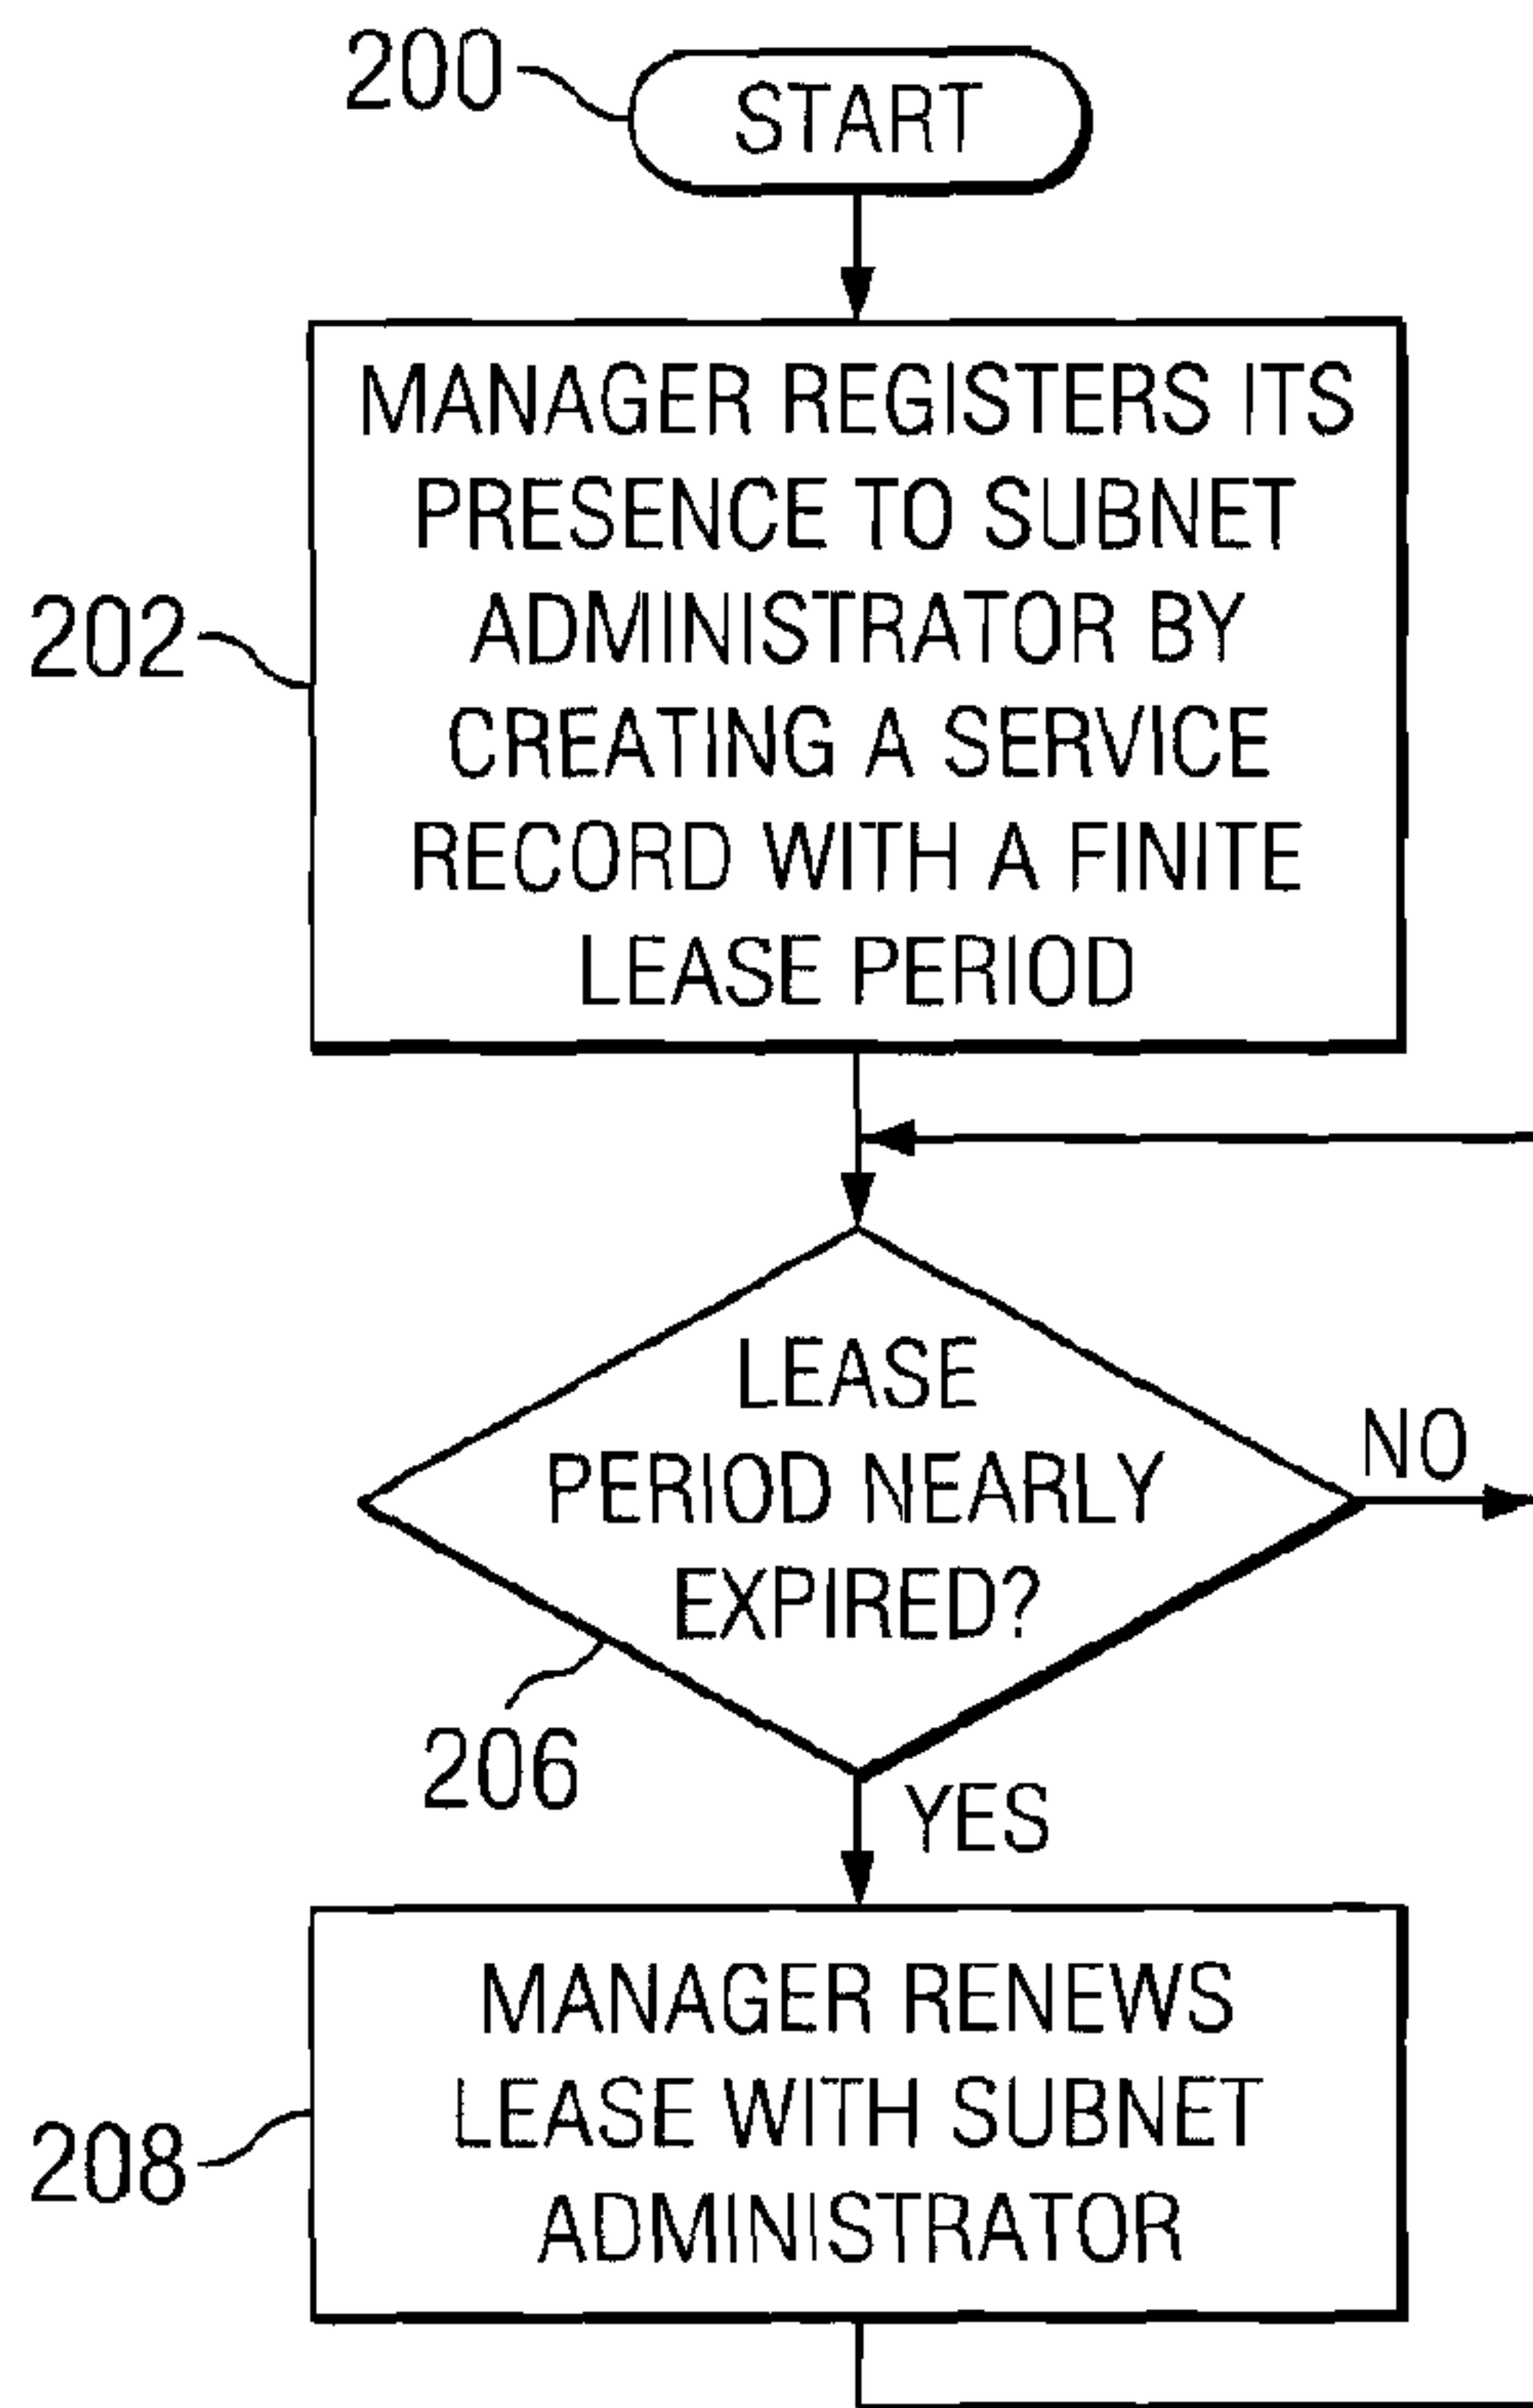 200
START
MANAGER REGISTERS ITS
PRESENCE TO SUBNET
ADMINISTRATOR BY
CREATING A SERVICE
RECORD WITH A FINITE
LEASE PERIOD
202
LEASE
PERIOD NEARLY
EXPIRED?
NO
206
YES
MANAGER RENEWS
LEASE WITH SUBNET
ADMINISTRATOR
208